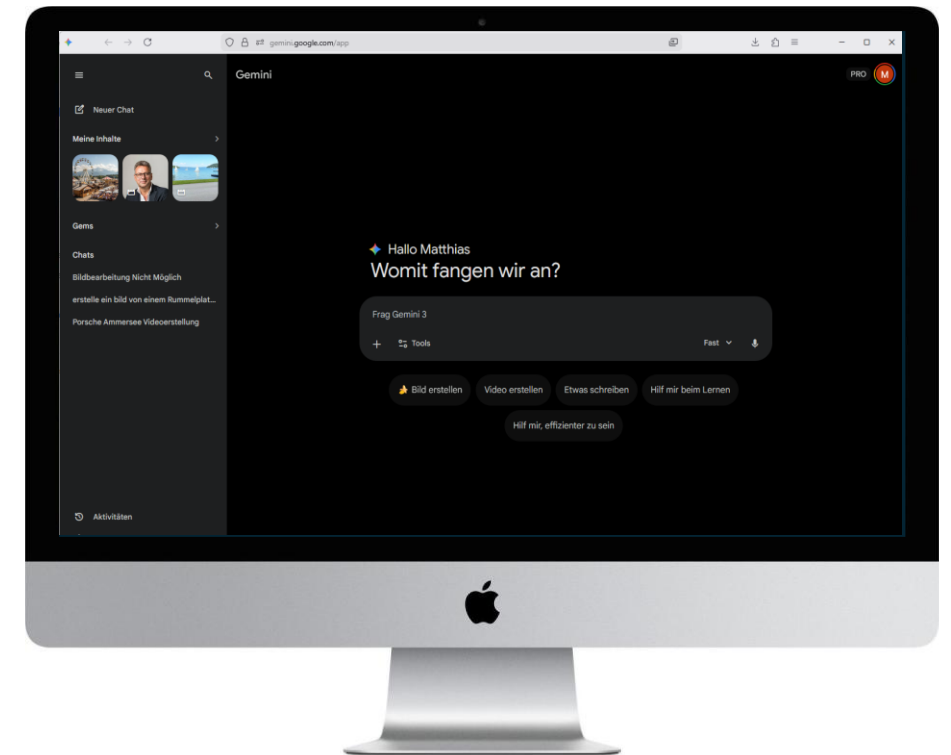 gemini.google.com/app
Gemini
PRO
M
Neuer Chat
Meine Inhalte
Gems
Chats
Bildbearbeitung Nicht Möglich
erstelle ein bild von einem Rummelplat...
Porsche Ammersee Videoerstellung
Aktivitäten
Hallo Matthias
Womit fangen wir an?
Frag Gemini 3
Tools
Fast
Bild erstellen
Video erstellen
Etwas schreiben
Hilf mir beim Lernen
Hilf mir, effizienter zu sein